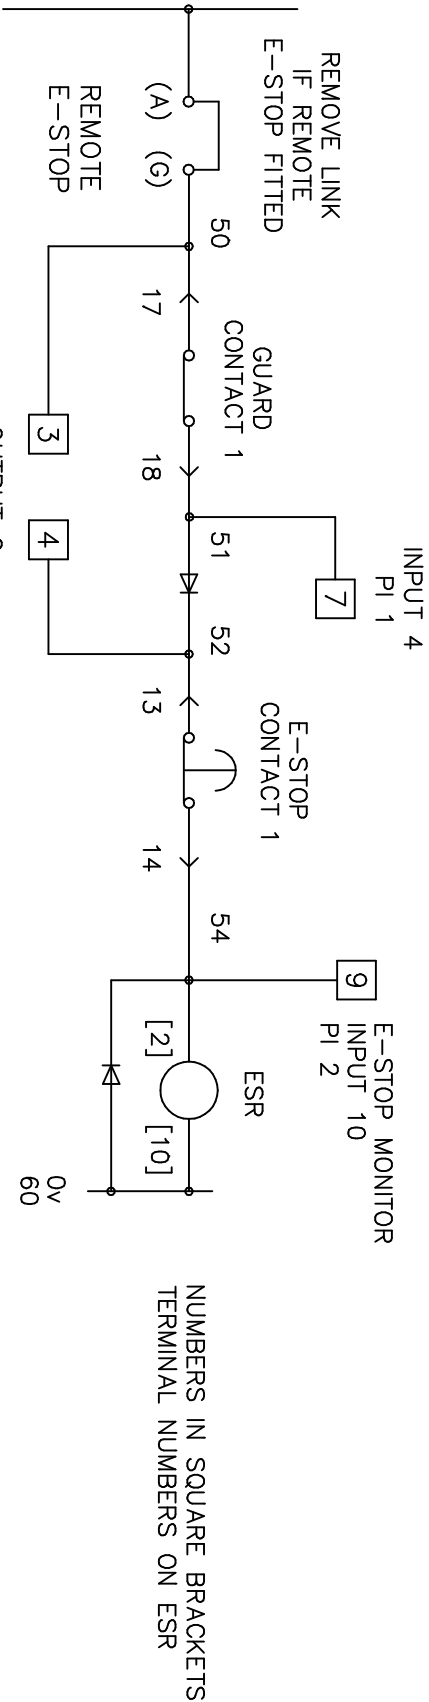 REMOVE LINK
IF REMOTE
E-STOP FITTED
(A)
(G)
REMOTE
E-STOP
50
17
GUARD
CONTACT 1
18
3
4
51
INPUT 4
PI 1
7
52
13
E-STOP
CONTACT 1
14
54
9
E-STOP MONITOR
INPUT 10
PI 2
[2]
ESR
[10]
0v
60
NUMBERS IN SQUARE BRACKETS
TERMINAL NUMBERS ON ESR